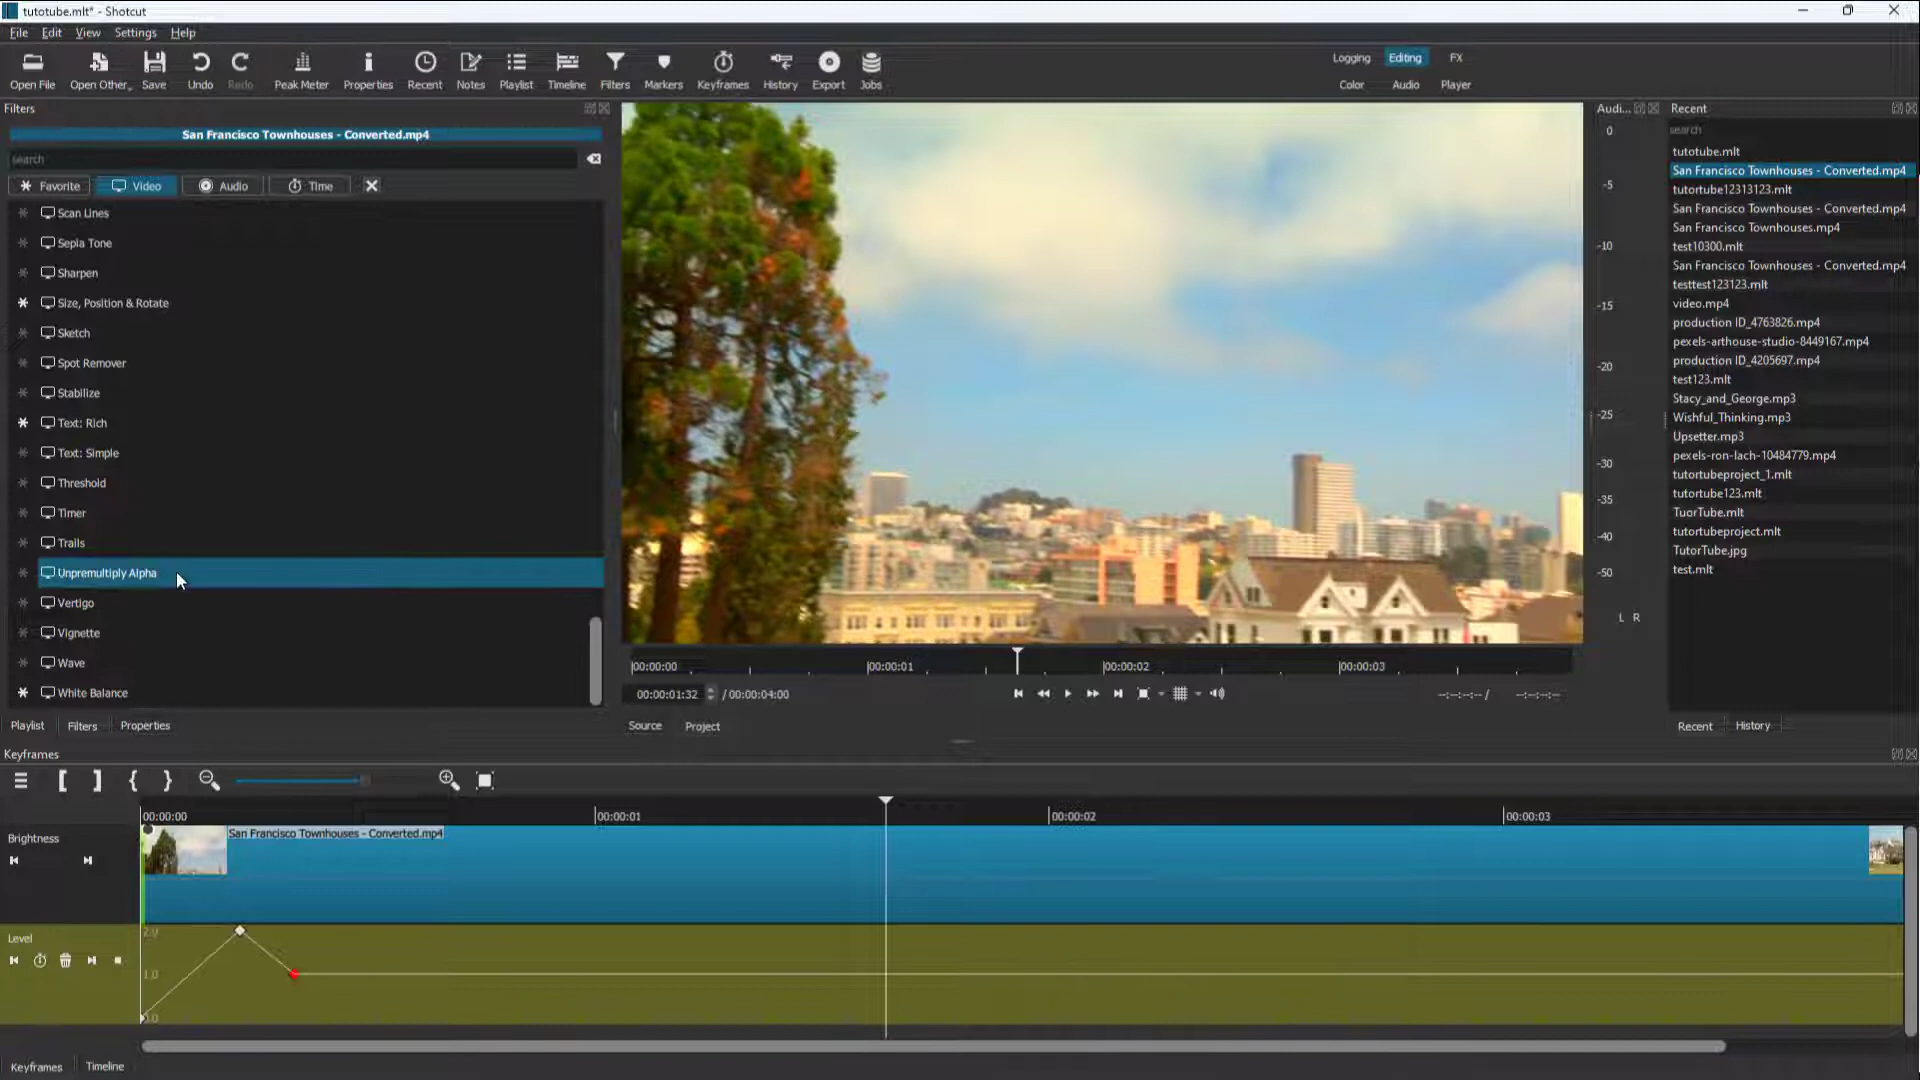 tutotube.mlt* - Shotcut
File Edit View Settings Help
Open File Open Other... Save Undo Redo Peak Meter Properties Recent Notes Playlist Timeline Filters Markers Keyframes History Export Jobs
Logging Editing FX
Color Audio Player
Filters
San Francisco Townhouses - Converted.mp4
search
Favorite Video Audio Time
Scan Lines
Sepia Tone
Sharpen
Size, Position & Rotate
Sketch
Spot Remover
Stabilize
Text: Rich
Text: Simple
Threshold
Timer
Trails
Unpremultiply Alpha
Vertigo
Vignette
Wave
White Balance
Playlist Filters Properties
00:00:00 00:00:01 00:00:02 00:00:03
00:00:01:32 / 00:00:04:00 --:--:--:-- / --:--:--:--
Source Project
Audi...
0
-5
-10
-15
-20
-25
-30
-35
-40
-50
L R
Recent
search
tutotube.mlt
San Francisco Townhouses - Converted.mp4
tutortube12313123.mlt
San Francisco Townhouses - Converted.mp4
San Francisco Townhouses.mp4
test10300.mlt
San Francisco Townhouses - Converted.mp4
testtest123123.mlt
video.mp4
production ID_4763826.mp4
pexels-arthouse-studio-8449167.mp4
production ID_4205697.mp4
test123.mlt
Stacy_and_George.mp3
Wishful_Thinking.mp3
Upsetter.mp3
pexels-ron-lach-10484779.mp4
tutortubeproject_1.mlt
tutortube123.mlt
TuorTube.mlt
tutortubeproject.mlt
TutorTube.jpg
test.mlt
Recent History
Keyframes
00:00:00 00:00:01 00:00:02 00:00:03
Brightness
San Francisco Townhouses - Converted.mp4
Level
2.0
1.0
0.0
Keyframes Timeline